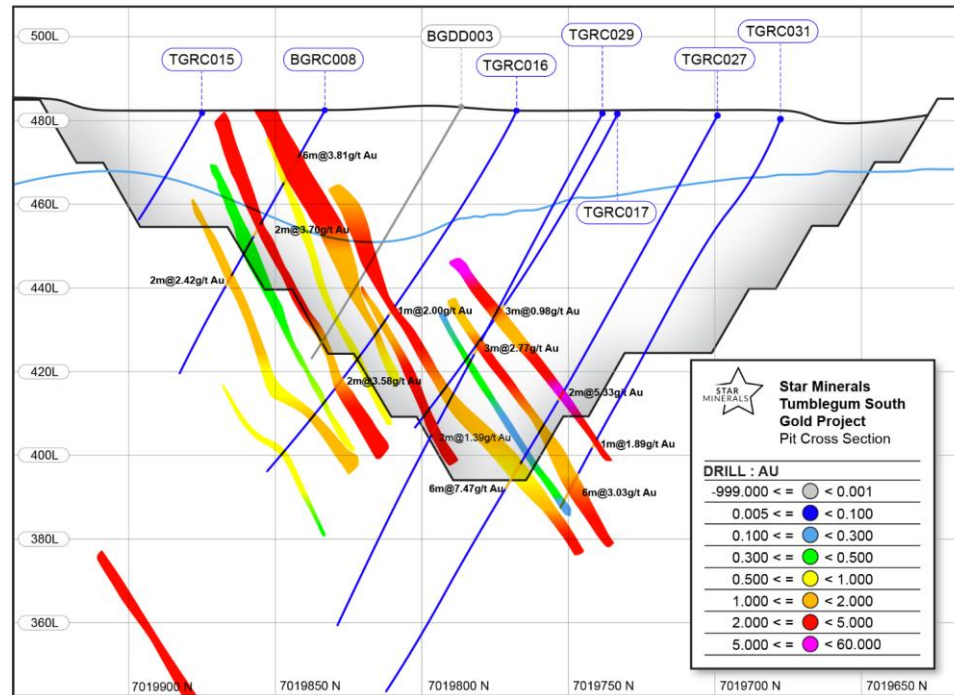 500L
BGDD003
TGRC029
TGRC031
TGRC015
BGRC008
TGRC016
TGRC027
480L
6m@3.81g/t Au
460L
TGRC017
2m@3.70g/t Au
2m@2.42g/t Au
440L
1m@2.00g/t Au
3m@0.98g/t Au
3m@2.77g/t Au
420L
2m@3.58g/t Au
2m@5.33g/t Au
2m@1.39g/t Au
1m@1.89g/t Au
400L
6m@7.47g/t Au
6m@3.03g/t Au
380L
360L
7019900 N
7019850 N
7019800 N
7019750 N
7019700 N
7019650 N
STAR
MINERALS
Star Minerals
Tumblegum South
Gold Project
Pit Cross Section
DRILL : AU
-999.000 < = < 0.001
0.005 < = < 0.100
0.100 < = < 0.300
0.300 < = < 0.500
0.500 < = < 1.000
1.000 < = < 2.000
2.000 < = < 5.000
5.000 < = < 60.000